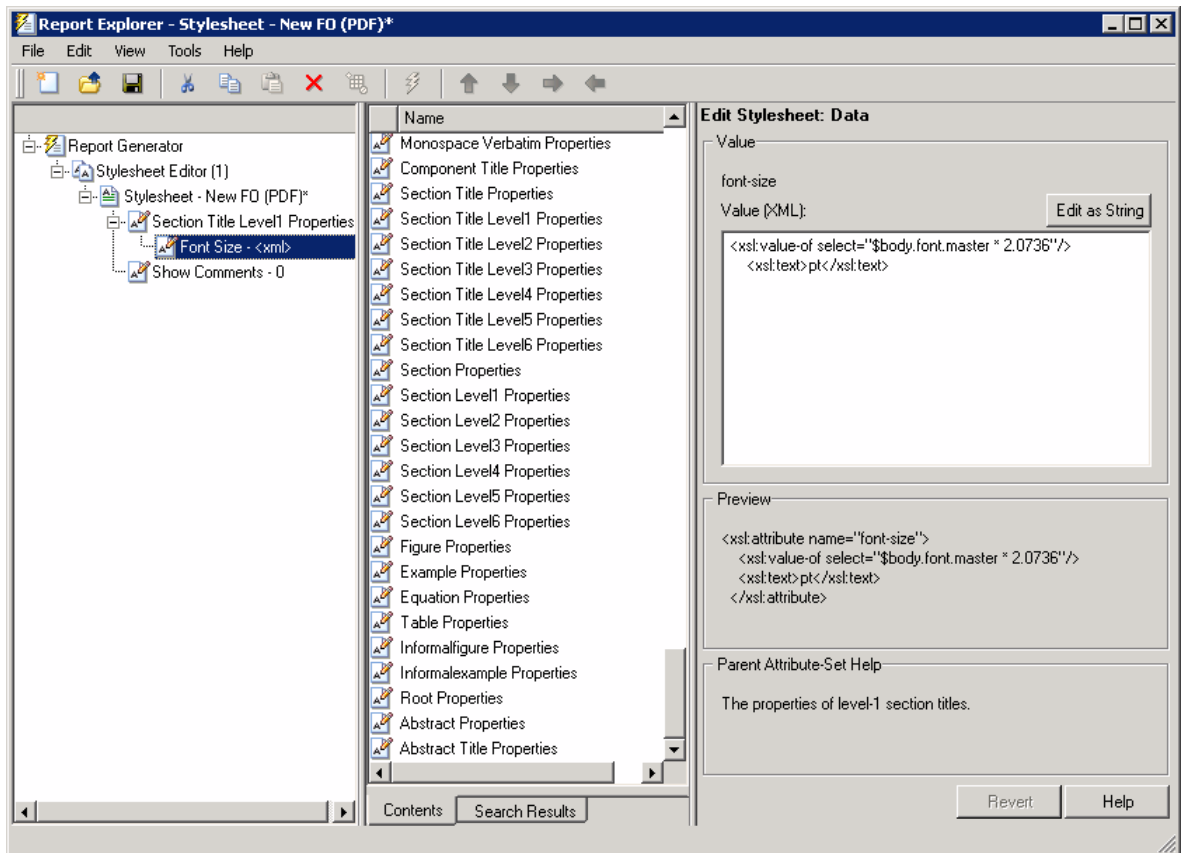 Report Explorer - Stylesheet - New FO (PDF)*
File Edit View Tools Help
Report Generator
Stylesheet Editor (1)
Stylesheet - New FO (PDF)*
Section Title Level1 Properties
Font Size - <xml>
Show Comments - 0
Name
Monospace Verbatim Properties
Component Title Properties
Section Title Properties
Section Title Level1 Properties
Section Title Level2 Properties
Section Title Level3 Properties
Section Title Level4 Properties
Section Title Level5 Properties
Section Title Level6 Properties
Section Properties
Section Level1 Properties
Section Level2 Properties
Section Level3 Properties
Section Level4 Properties
Section Level5 Properties
Section Level6 Properties
Figure Properties
Example Properties
Equation Properties
Table Properties
Informalfigure Properties
Informalexample Properties
Root Properties
Abstract Properties
Abstract Title Properties
Contents Search Results
Edit Stylesheet: Data
Value
font-size
Value (XML): Edit as String
<xsl:value-of select="$body.font.master * 2.0736"/>
<xsl:text>pt</xsl:text>
Preview
<xsl:attribute name="font-size">
<xsl:value-of select="$body.font.master * 2.0736"/>
<xsl:text>pt</xsl:text>
</xsl:attribute>
Parent Attribute-Set Help
The properties of level-1 section titles.
Revert Help